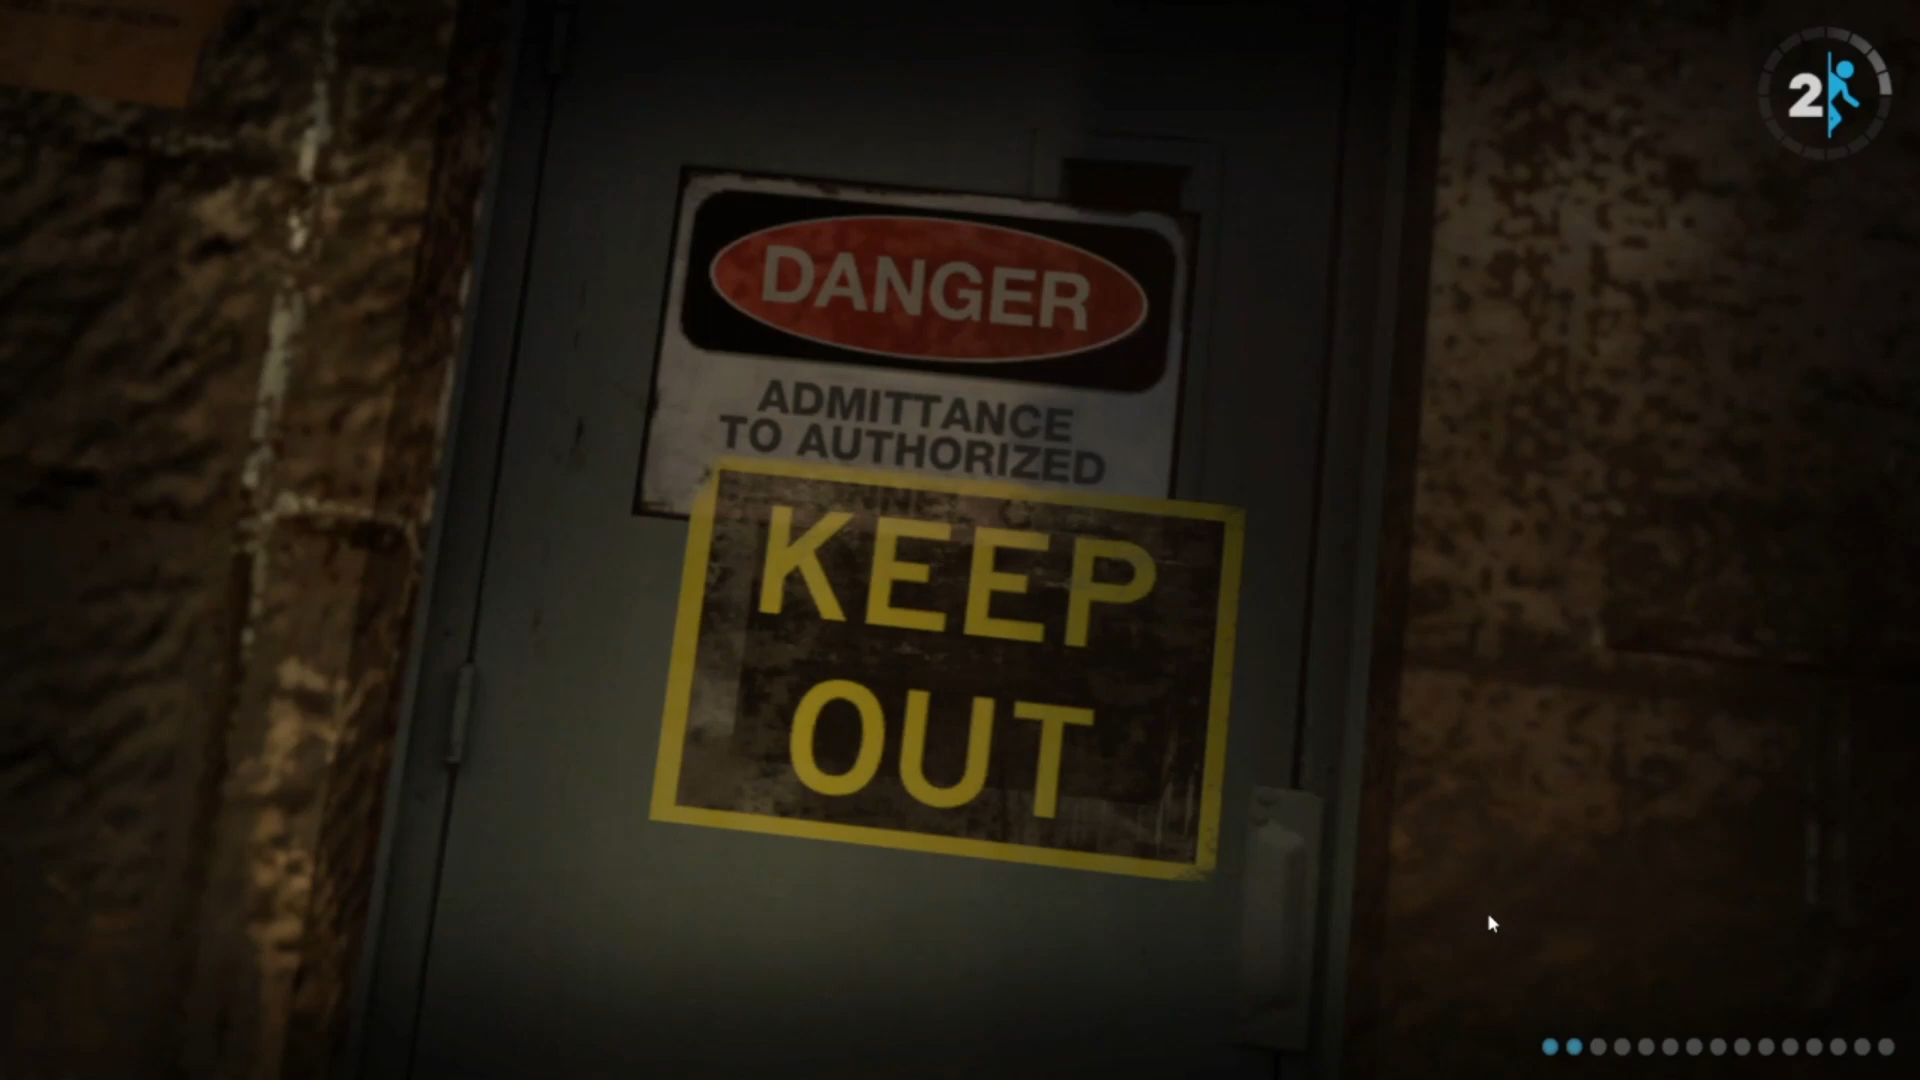 DANGER
ADMITTANCE
TO AUTHORIZED
KEEP
OUT
2